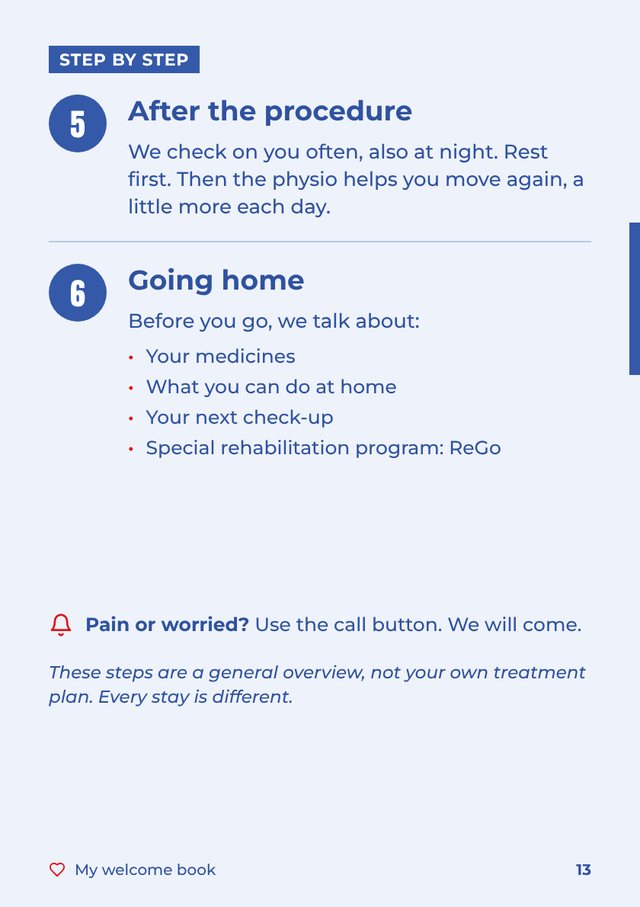 STEP BY STEP
5
After the procedure
We check on you often, also at night. Rest
first. Then the physio helps you move again, a
little more each day.
6
Going home
Before you go, we talk about:
• Your medicines
• What you can do at home
• Your next check-up
• Special rehabilitation program: ReGo
Pain or worried? Use the call button. We will come.
These steps are a general overview, not your own treatment
plan. Every stay is different.
My welcome book
13